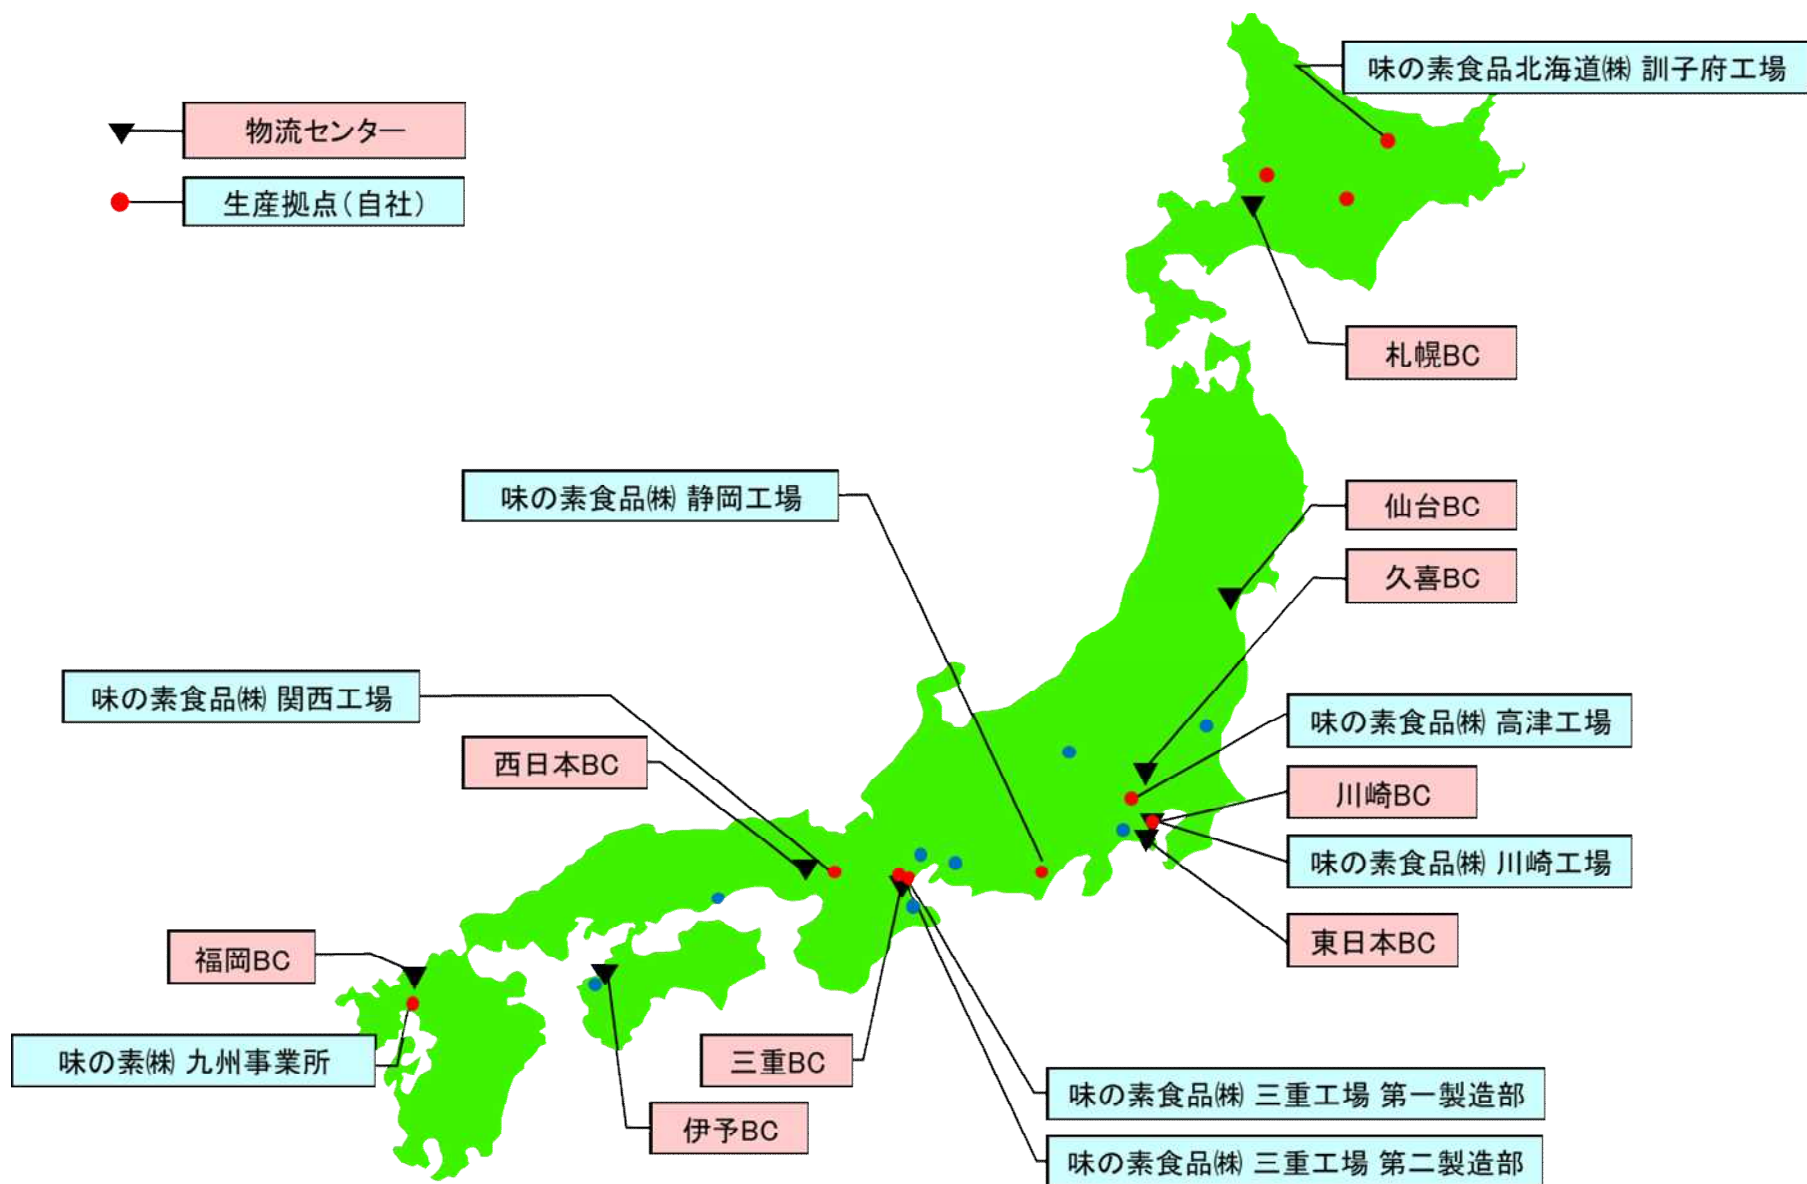 味の素食品北海道㈱ 訓子府工場
物流センター
生産拠点（自社）
札幌BC
味の素食品㈱ 静岡工場
仙台BC
久喜BC
味の素食品㈱ 関西工場
味の素食品㈱ 高津工場
西日本BC
川崎BC
味の素食品㈱ 川崎工場
東日本BC
福岡BC
味の素㈱ 九州事業所
三重BC
味の素食品㈱ 三重工場 第一製造部
伊予BC
味の素食品㈱ 三重工場 第二製造部